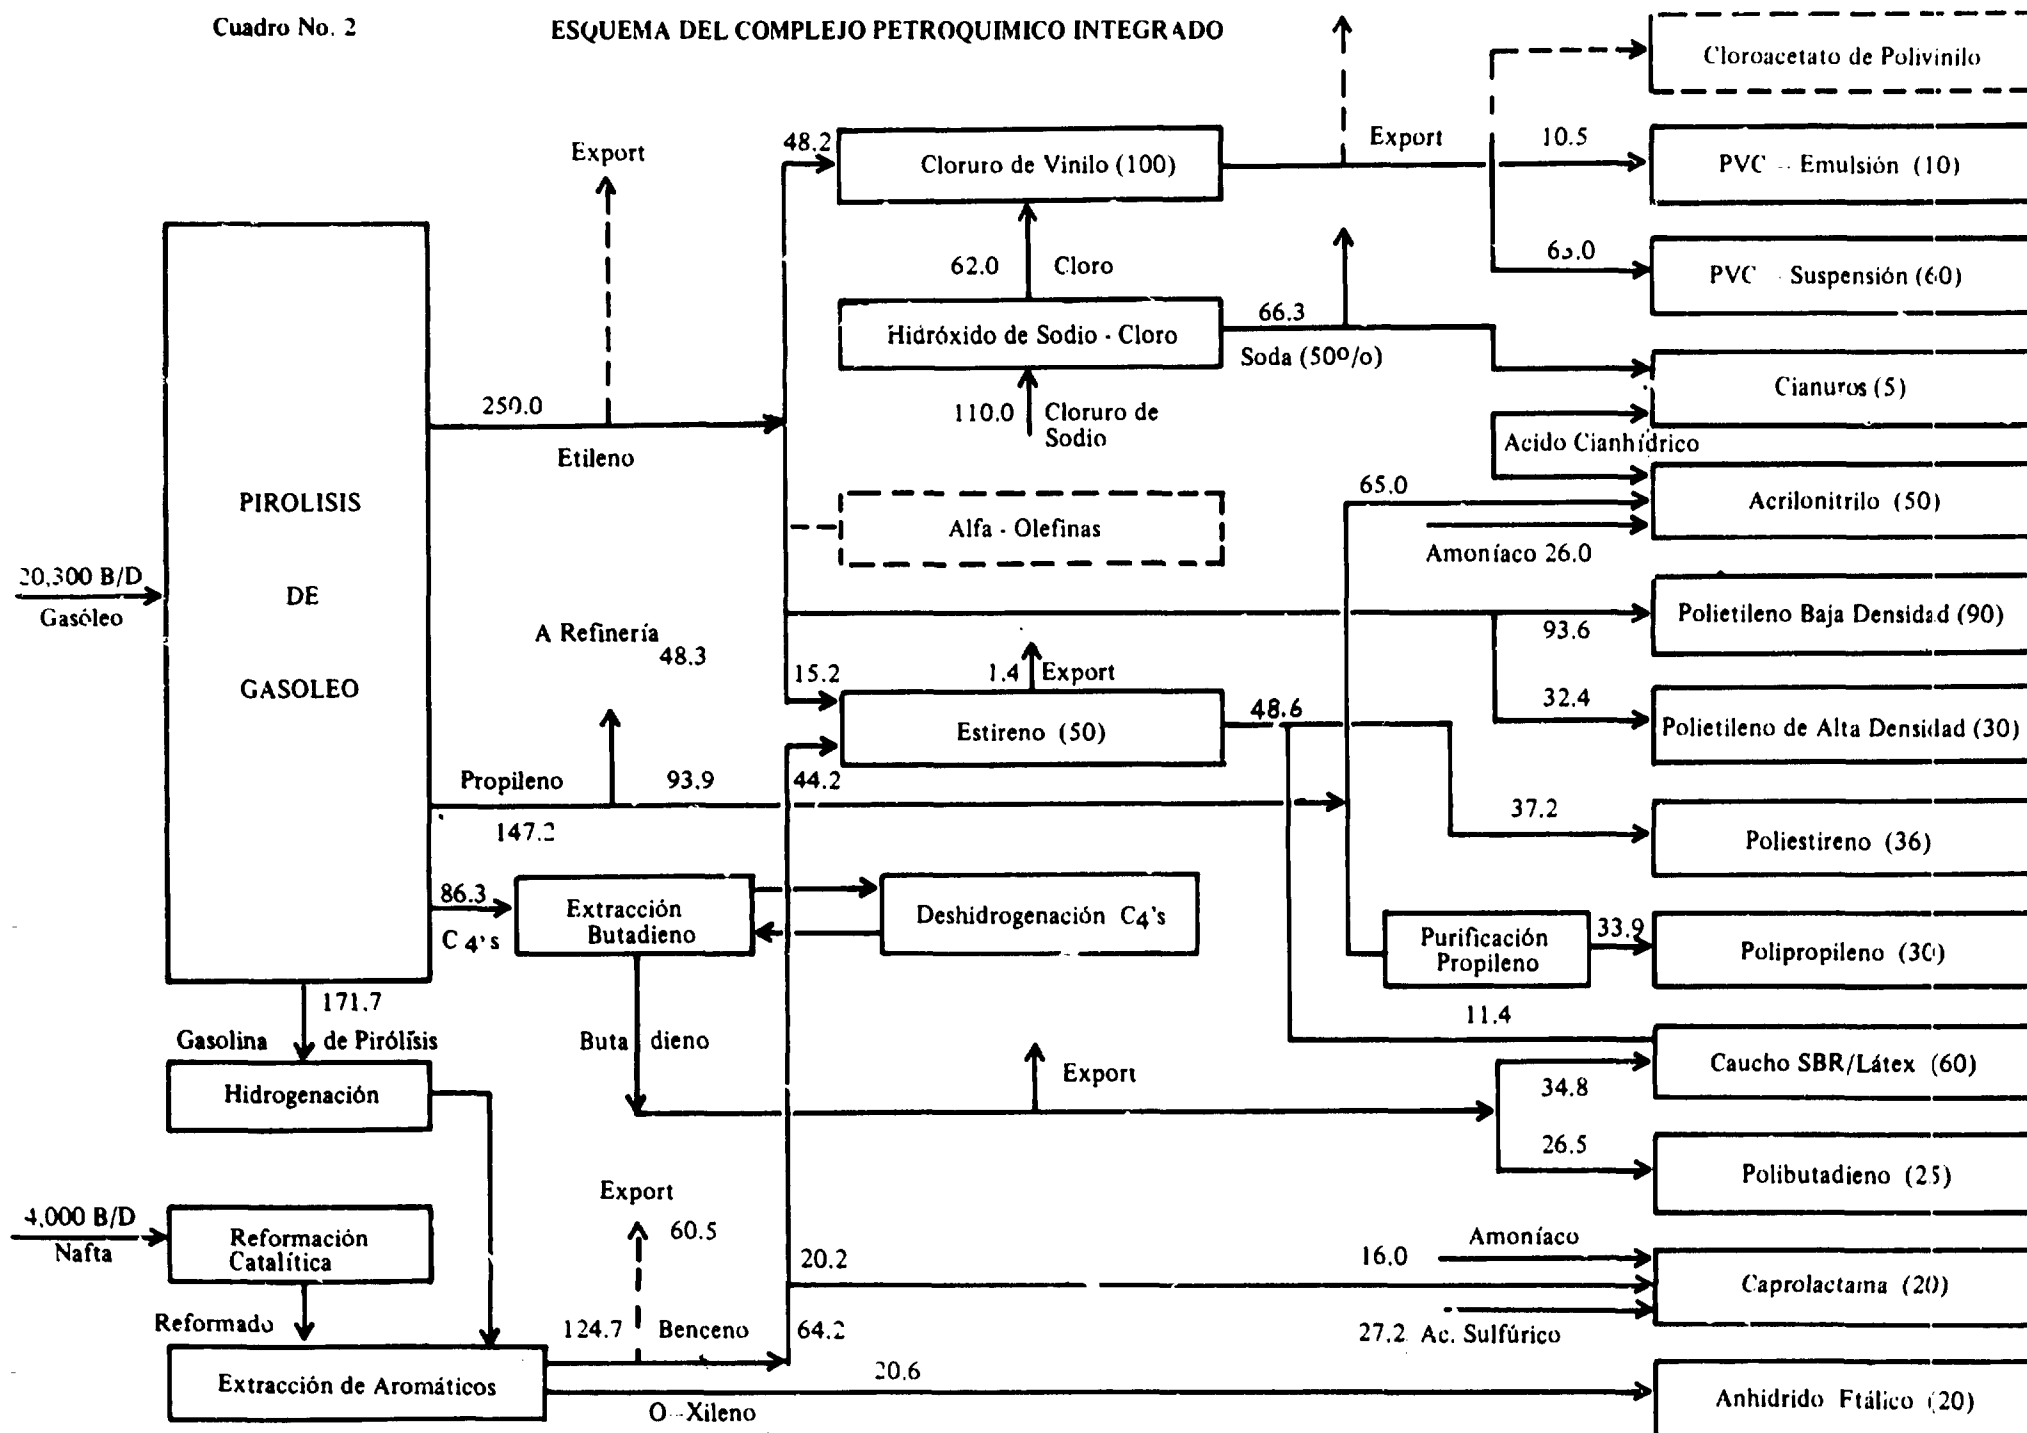 Cuadro No. 2
ESQUEMA DEL COMPLEJO PETROQUIMICO INTEGRADO
Cloroacetato de Polivinilo
Export
48.2
Cloruro de Vinilo (100)
Export
10.5
PVC - Emulsión (10)
62.0
Cloro
PVC - Suspensión (60)
Hidróxido de Sodio - Cloro
66.3
Soda (50º/o)
Cianuros (5)
250.0
Etileno
110.0
Cloruro de
Sodio
Acido Cianhídrico
PIROLISIS
DE
GASOLEO
Alfa - Olefinas
65.0
Acrilonitrilo (50)
Amoníaco 26.0
20,300 B/D
Gasóleo
A Refinería
48.3
Polietileno Baja Densidad (90)
93.6
15.2
1.4
Export
Estireno (50)
48.6
32.4
Polietileno de Alta Densidad (30)
Propileno
93.9
44.2
147.2
37.2
Poliestireno (36)
86.3
C4's
Extracción
Butadieno
Deshidrogenación C4's
Purificación
Propileno
33.9
Polipropileno (30)
171.7
Gasolina de Pirólisis
Butadieno
11.4
Hidrogenación
Export
Caucho SBR/Látex (60)
34.8
26.5
Polibutadieno (25)
Export
60.5
4,000 B/D
Nafta
Reformación
Catalítica
20.2
16.0
Amoníaco
Caprolactama (20)
Reformado
124.7
Benceno
64.2
27.2 Ac. Sulfúrico
Extracción de Aromáticos
20.6
O-Xileno
Anhidrido Ftálico (20)